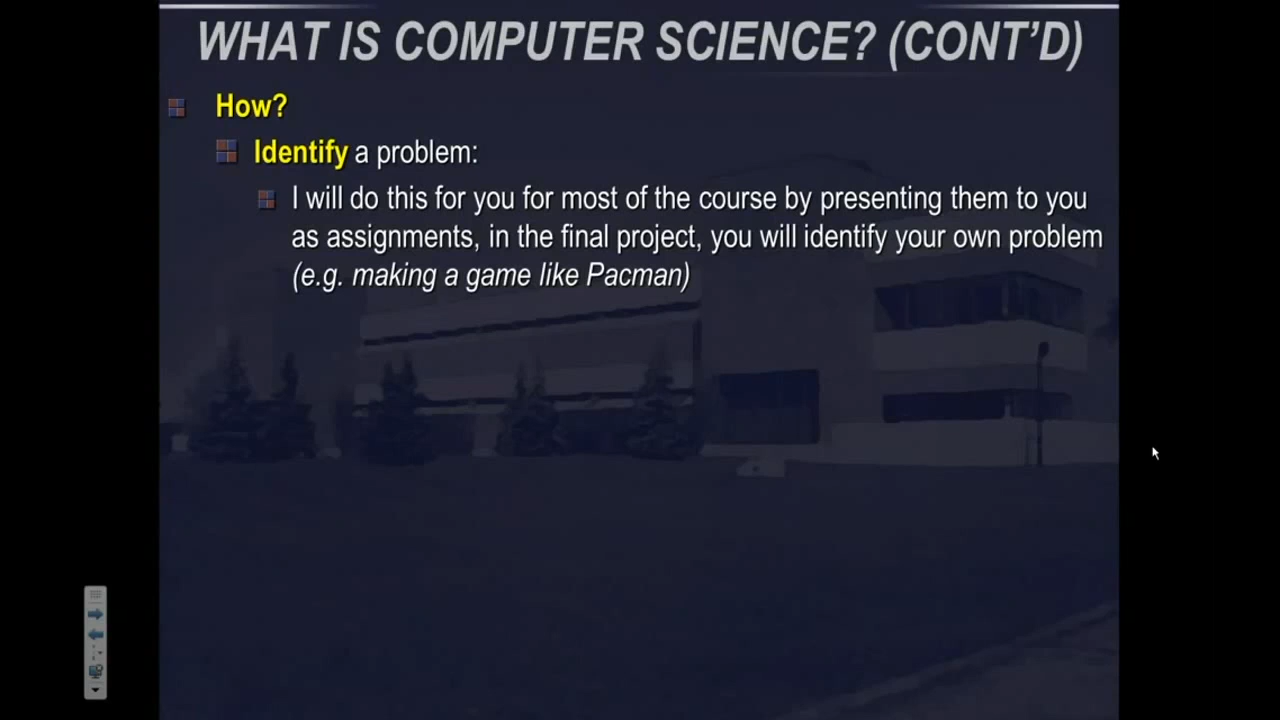 WHAT IS COMPUTER SCIENCE? (CONT'D)
How?
Identify a problem:
I will do this for you for most of the course by presenting them to you
as assignments, in the final project, you will identify your own problem
(e.g. making a game like Pacman)